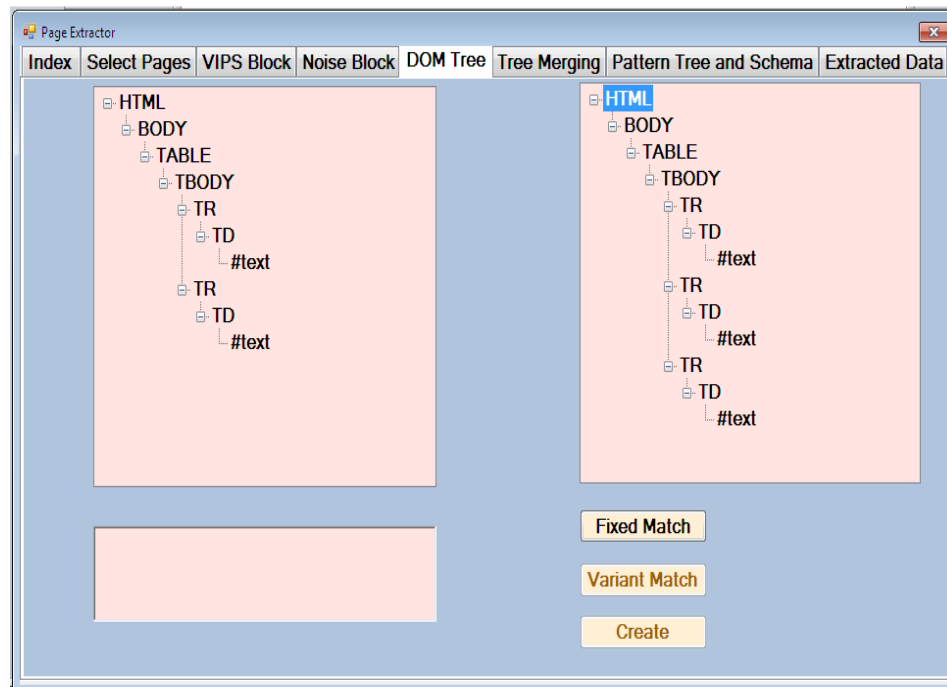 Page Extractor
Index Select Pages VIPS Block Noise Block DOM Tree Tree Merging Pattern Tree and Schema Extracted Data
HTML
BODY
TABLE
TBODY
TR
TD
#text
TR
TD
#text
HTML
BODY
TABLE
TBODY
TR
TD
#text
TR
TD
#text
TR
TD
#text
Fixed Match
Variant Match
Create